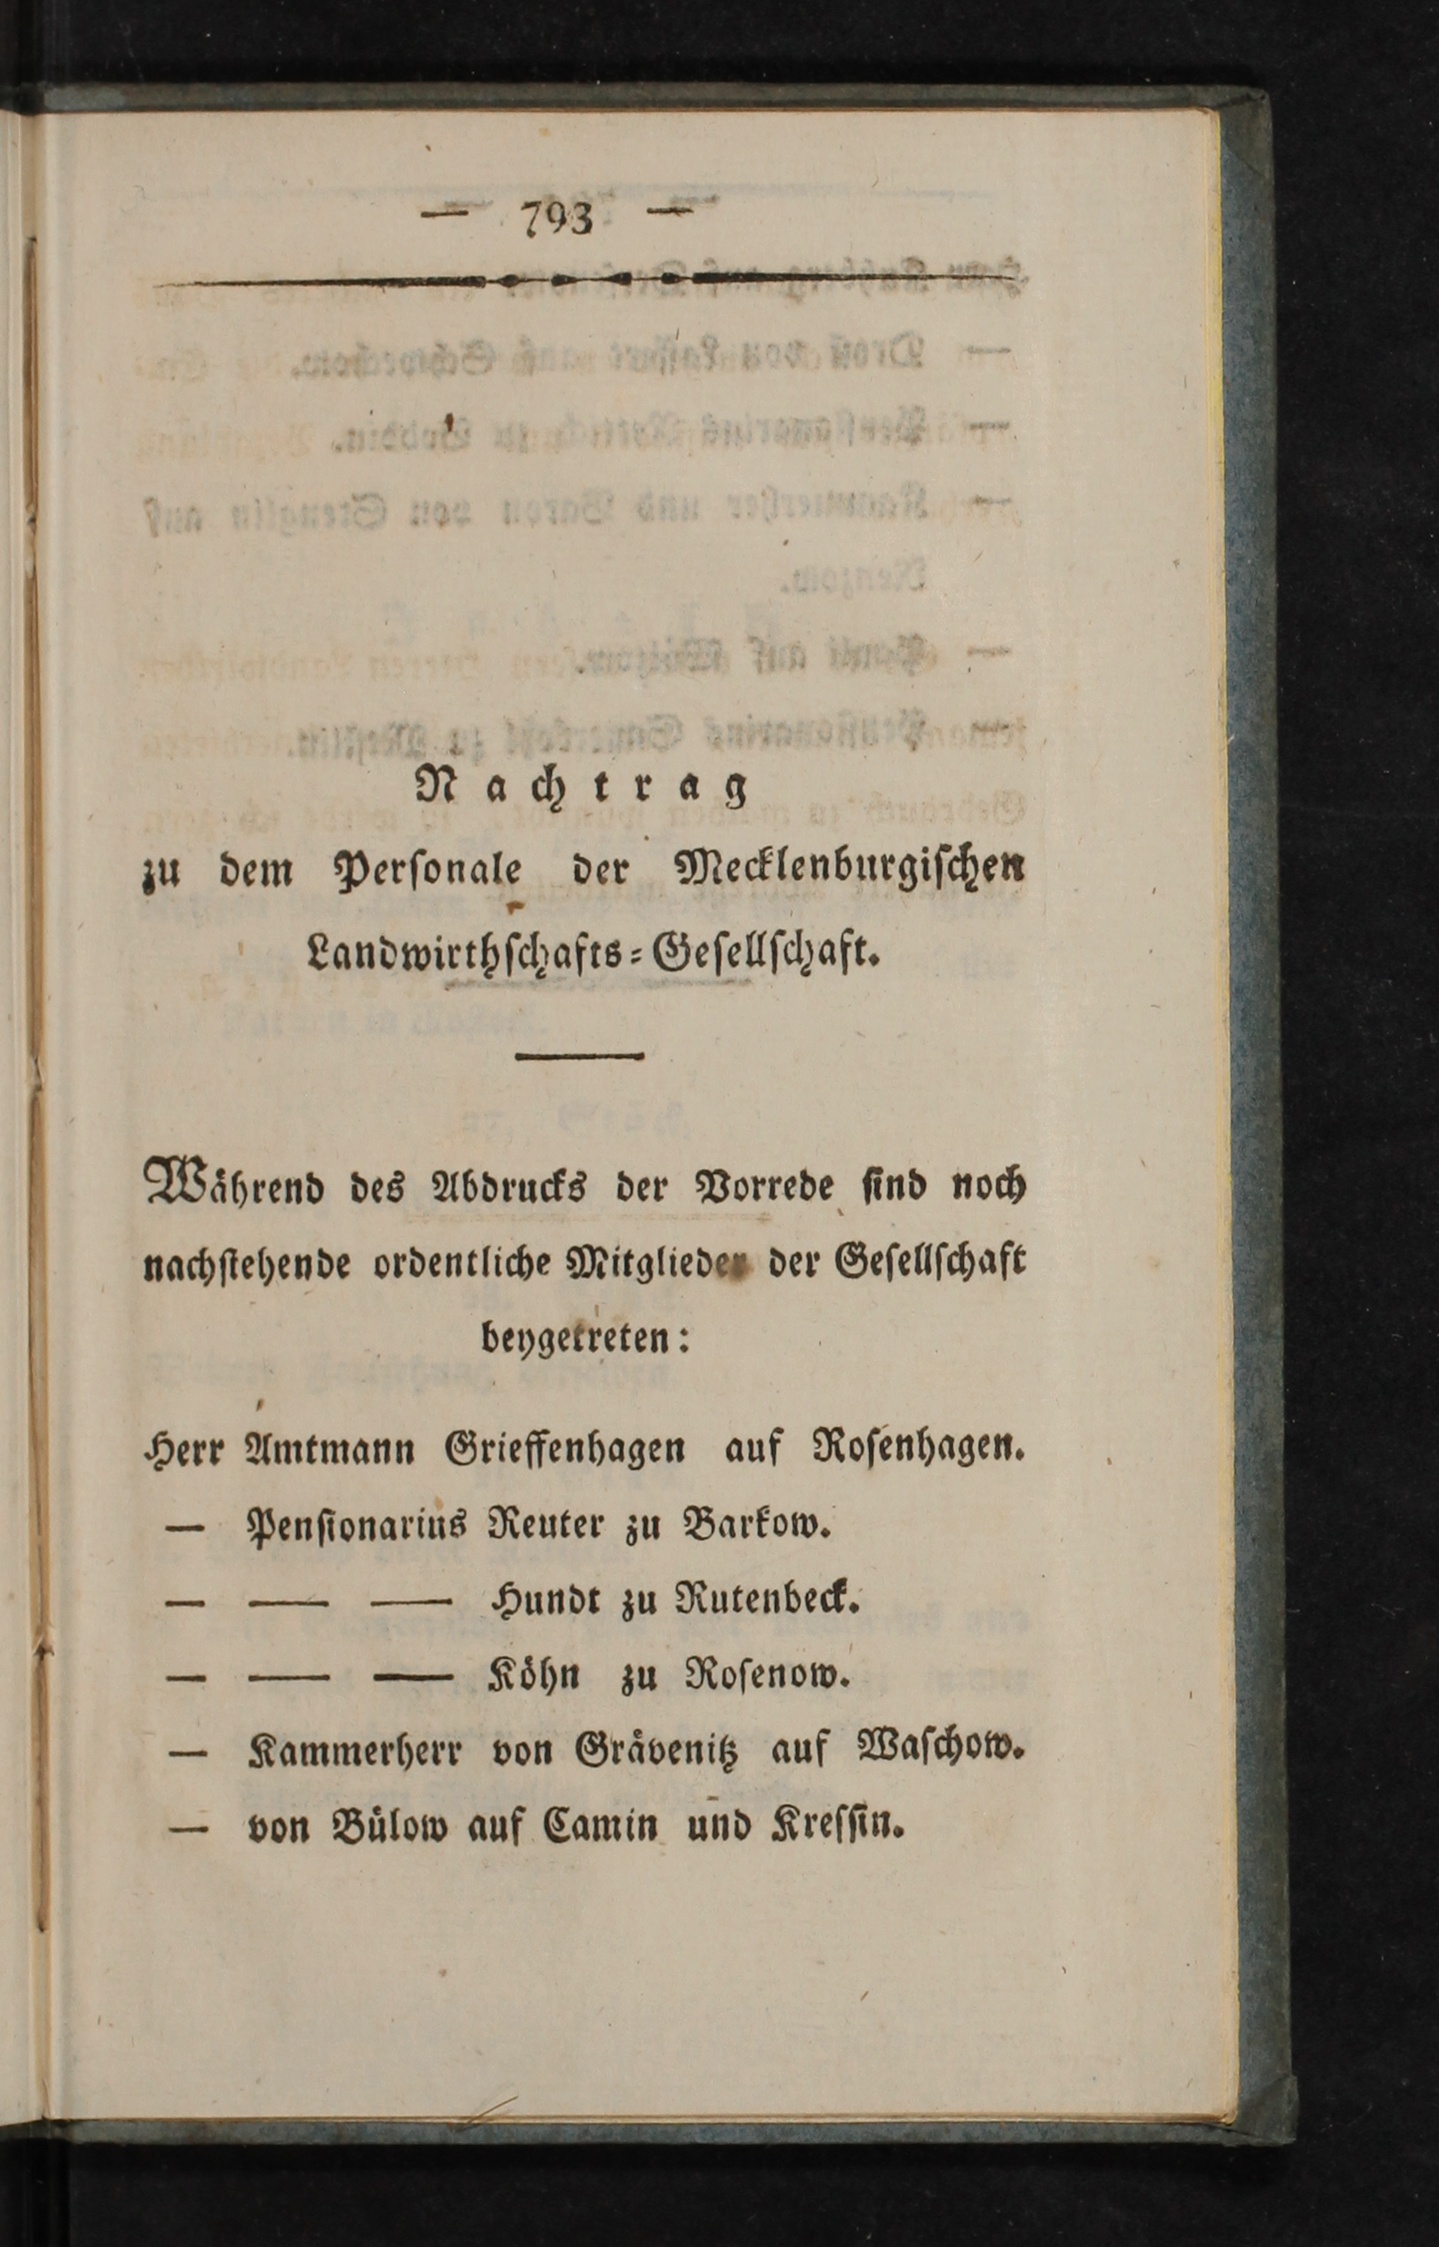 — 793 —
Nachtrag
zu dem Perſonale der Mecklenburgiſchen
Landwirthſchafts-Geſellſchaft.
Während des Abdrucks der Vorrede ſind noch
nachſtehende ordentliche Mitglieder der Geſellſchaft
beygetreten:
Herr Amtmann Grieffenhagen auf Roſenhagen.
— Penſionarius Reuter zu Barkow.
— — — Hundt zu Rutenbeck.
— — — Köhn zu Roſenow.
— Kammerherr von Grävenitz auf Waſchow.
— von Bülow auf Camin und Kreſſin.